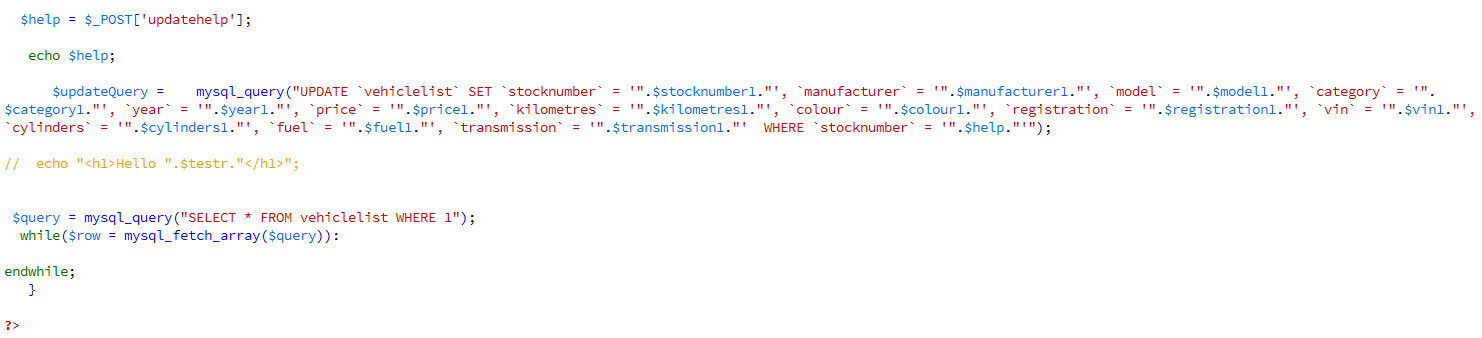 $help = $_POST['updatehelp'];
echo $help;
$updateQuery =    mysql_query("UPDATE `vehiclelist` SET `stocknumber` = '".$stocknumber1."', `manufacturer` = '".$manufacturer1."', `model` = '".$model1."', `category` = '".
$category1."', `year` = '".$year1."', `price` = '".$price1."', `kilometres` = '".$kilometres1."', `colour` = '".$colour1."', `registration` = '".$registration1."', `vin` = '".$vin1."',
`cylinders` = '".$cylinders1."', `fuel` = '".$fuel1."', `transmission` = '".$transmission1."'  WHERE `stocknumber` = '".$help."'");
//  echo "<h1>Hello ".$testr."</h1>";
$query = mysql_query("SELECT * FROM vehiclelist WHERE 1");
while($row = mysql_fetch_array($query)):
endwhile;
}
?>